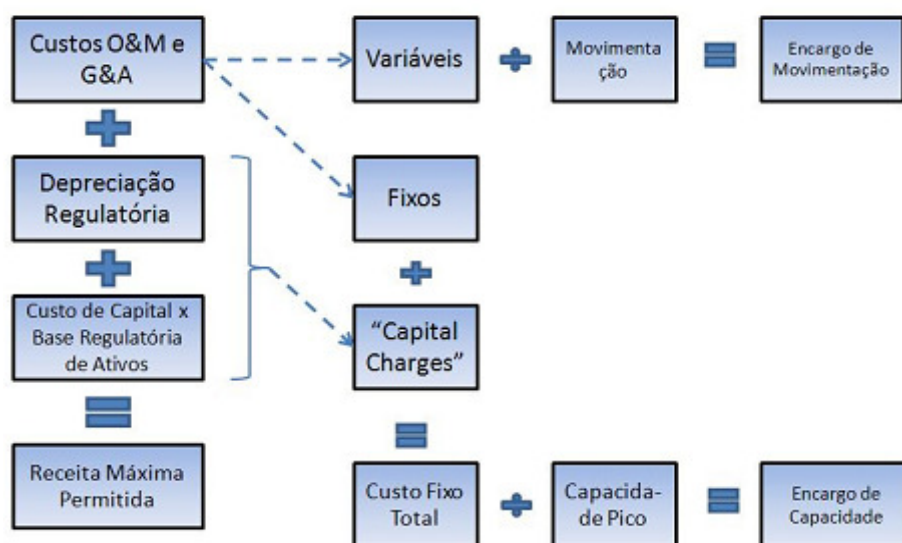 Custos O&M e
G&A
Variáveis
Movimenta
ção
Encargo de
Movimentação
Depreciação
Regulatória
Fixos
Custo de Capital x
Base Regulatória
de Ativos
“Capital
Charges”
Receita Máxima
Permitida
Custo Fixo
Total
Capacida-
de Pico
Encargo de
Capacidade